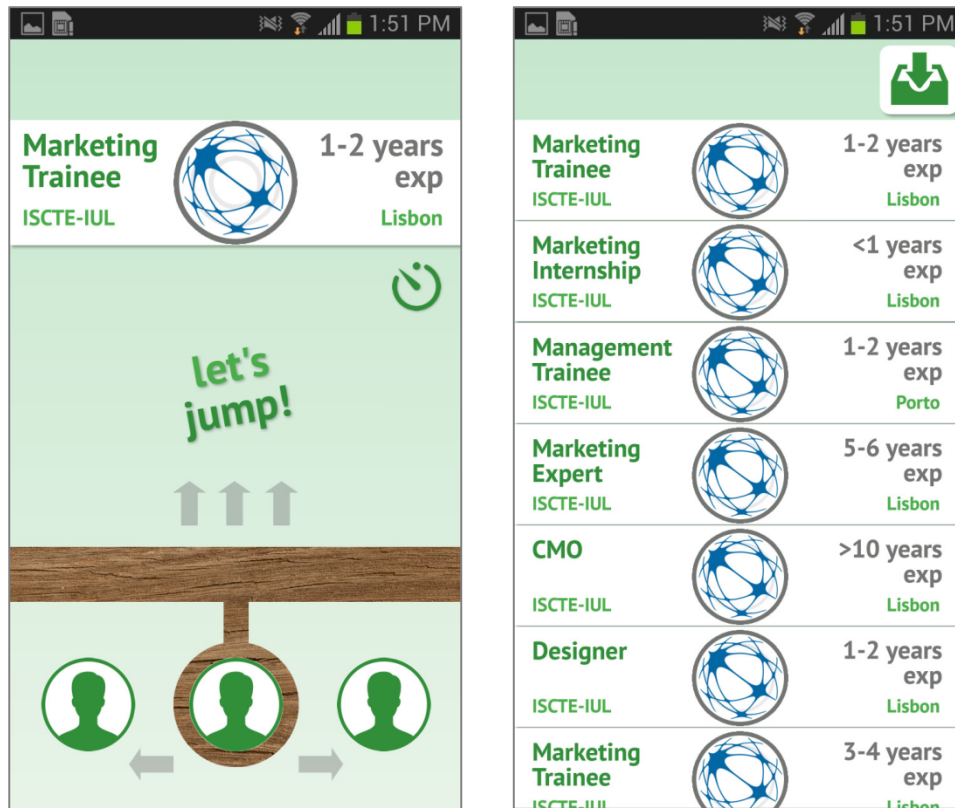 1:51 PM
Marketing
Trainee
1-2 years
exp
ISCTE-IUL
Lisbon
let's
jump!
1:51 PM
Marketing
Trainee
1-2 years
exp
ISCTE-IUL
Lisbon
Marketing
Internship
<1 years
exp
ISCTE-IUL
Lisbon
Management
Trainee
1-2 years
exp
ISCTE-IUL
Porto
Marketing
Expert
5-6 years
exp
ISCTE-IUL
Lisbon
CMO
>10 years
exp
ISCTE-IUL
Lisbon
Designer
1-2 years
exp
ISCTE-IUL
Lisbon
Marketing
Trainee
3-4 years
exp
ISCTE-IUL
Lisbon